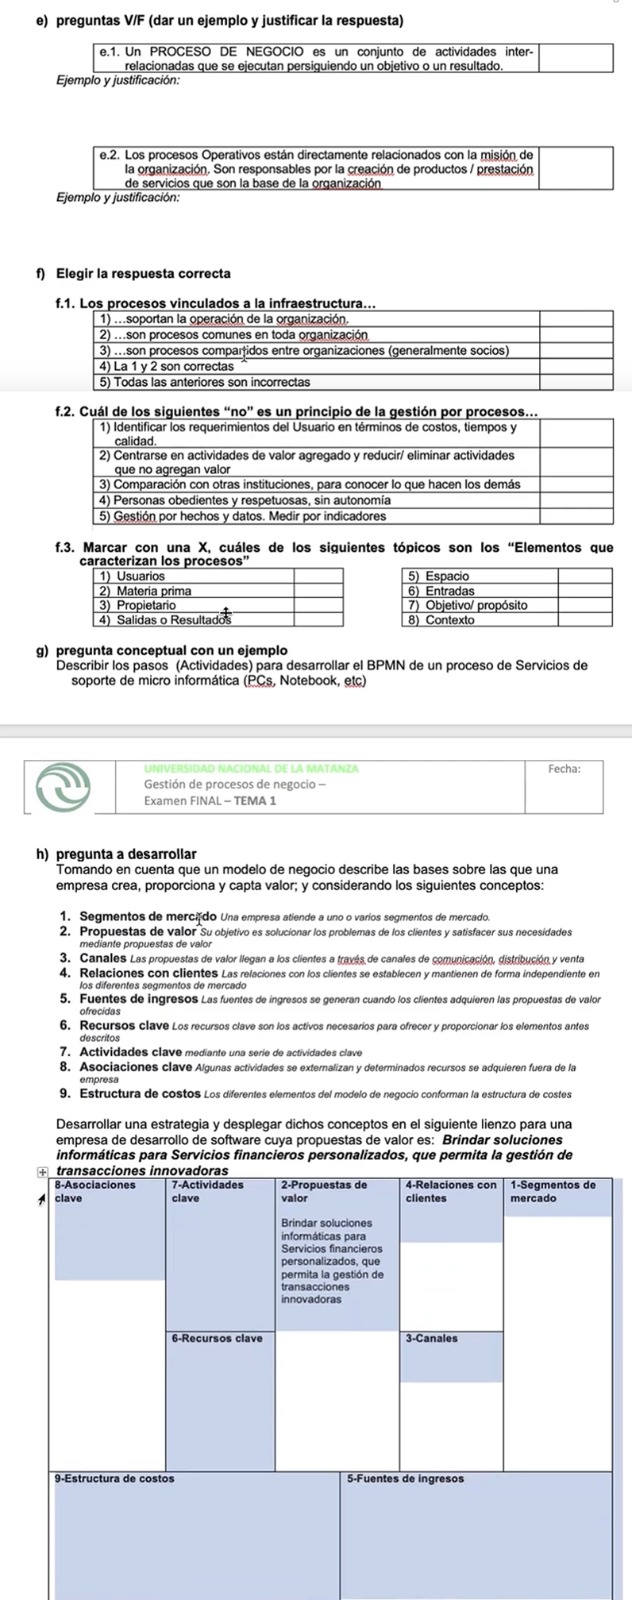 e) preguntas V/F (dar un ejemplo y justificar la respuesta)
e.1. Un PROCESO DE NEGOCIO es un conjunto de actividades inter-
relacionadas que se ejecutan persiguiendo un objetivo o un resultado.
Ejemplo y justificación:
e.2. Los procesos Operativos están directamente relacionados con la misión de
la organización. Son responsables por la creación de productos / prestación
de servicios que son la base de la organización
Ejemplo y justificación:
f) Elegir la respuesta correcta
f.1. Los procesos vinculados a la infraestructura...
1) ...soportan la operación de la organización.
2) ...son procesos comunes en toda organización
3) ...son procesos compartidos entre organizaciones (generalmente socios)
4) La 1 y 2 son correctas
5) Todas las anteriores son incorrectas
f.2. Cuál de los siguientes “no” es un principio de la gestión por procesos...
1) Identificar los requerimientos del Usuario en términos de costos, tiempos y
calidad.
2) Centrarse en actividades de valor agregado y reducir/ eliminar actividades
que no agregan valor
3) Comparación con otras instituciones, para conocer lo que hacen los demás
4) Personas obedientes y respetuosas, sin autonomía
5) Gestión por hechos y datos. Medir por indicadores
f.3. Marcar con una X, cuáles de los siguientes tópicos son los “Elementos que
caracterizan los procesos”
1) Usuarios
2) Materia prima
3) Propietario
4) Salidas o Resultados
5) Espacio
6) Entradas
7) Objetivo/ propósito
8) Contexto
g) pregunta conceptual con un ejemplo
Describir los pasos (Actividades) para desarrollar el BPMN de un proceso de Servicios de
soporte de micro informática (PCs, Notebook, etc)
UNIVERSIDAD NACIONAL DE LA MATANZA
Gestión de procesos de negocio –
Examen FINAL – TEMA 1
Fecha:
h) pregunta a desarrollar
Tomando en cuenta que un modelo de negocio describe las bases sobre las que una
empresa crea, proporciona y capta valor; y considerando los siguientes conceptos:
1. Segmentos de mercado Una empresa atiende a uno o varios segmentos de mercado.
2. Propuestas de valor Su objetivo es solucionar los problemas de los clientes y satisfacer sus necesidades
mediante propuestas de valor
3. Canales Las propuestas de valor llegan a los clientes a través de canales de comunicación, distribución y venta
4. Relaciones con clientes Las relaciones con los clientes se establecen y mantienen de forma independiente en
los diferentes segmentos de mercado
5. Fuentes de ingresos Las fuentes de ingresos se generan cuando los clientes adquieren las propuestas de valor
ofrecidas
6. Recursos clave Los recursos clave son los activos necesarios para ofrecer y proporcionar los elementos antes
descritos
7. Actividades clave mediante una serie de actividades clave
8. Asociaciones clave Algunas actividades se externalizan y determinados recursos se adquieren fuera de la
empresa
9. Estructura de costos Los diferentes elementos del modelo de negocio conforman la estructura de costes
Desarrollar una estrategia y desplegar dichos conceptos en el siguiente lienzo para una
empresa de desarrollo de software cuya propuestas de valor es: Brindar soluciones
informáticas para Servicios financieros personalizados, que permita la gestión de
transacciones innovadoras
8-Asociaciones
clave
7-Actividades
clave
2-Propuestas de
valor
Brindar soluciones
informáticas para
Servicios financieros
personalizados, que
permita la gestión de
transacciones
innovadoras
4-Relaciones con
clientes
1-Segmentos de
mercado
6-Recursos clave
3-Canales
9-Estructura de costos
5-Fuentes de ingresos